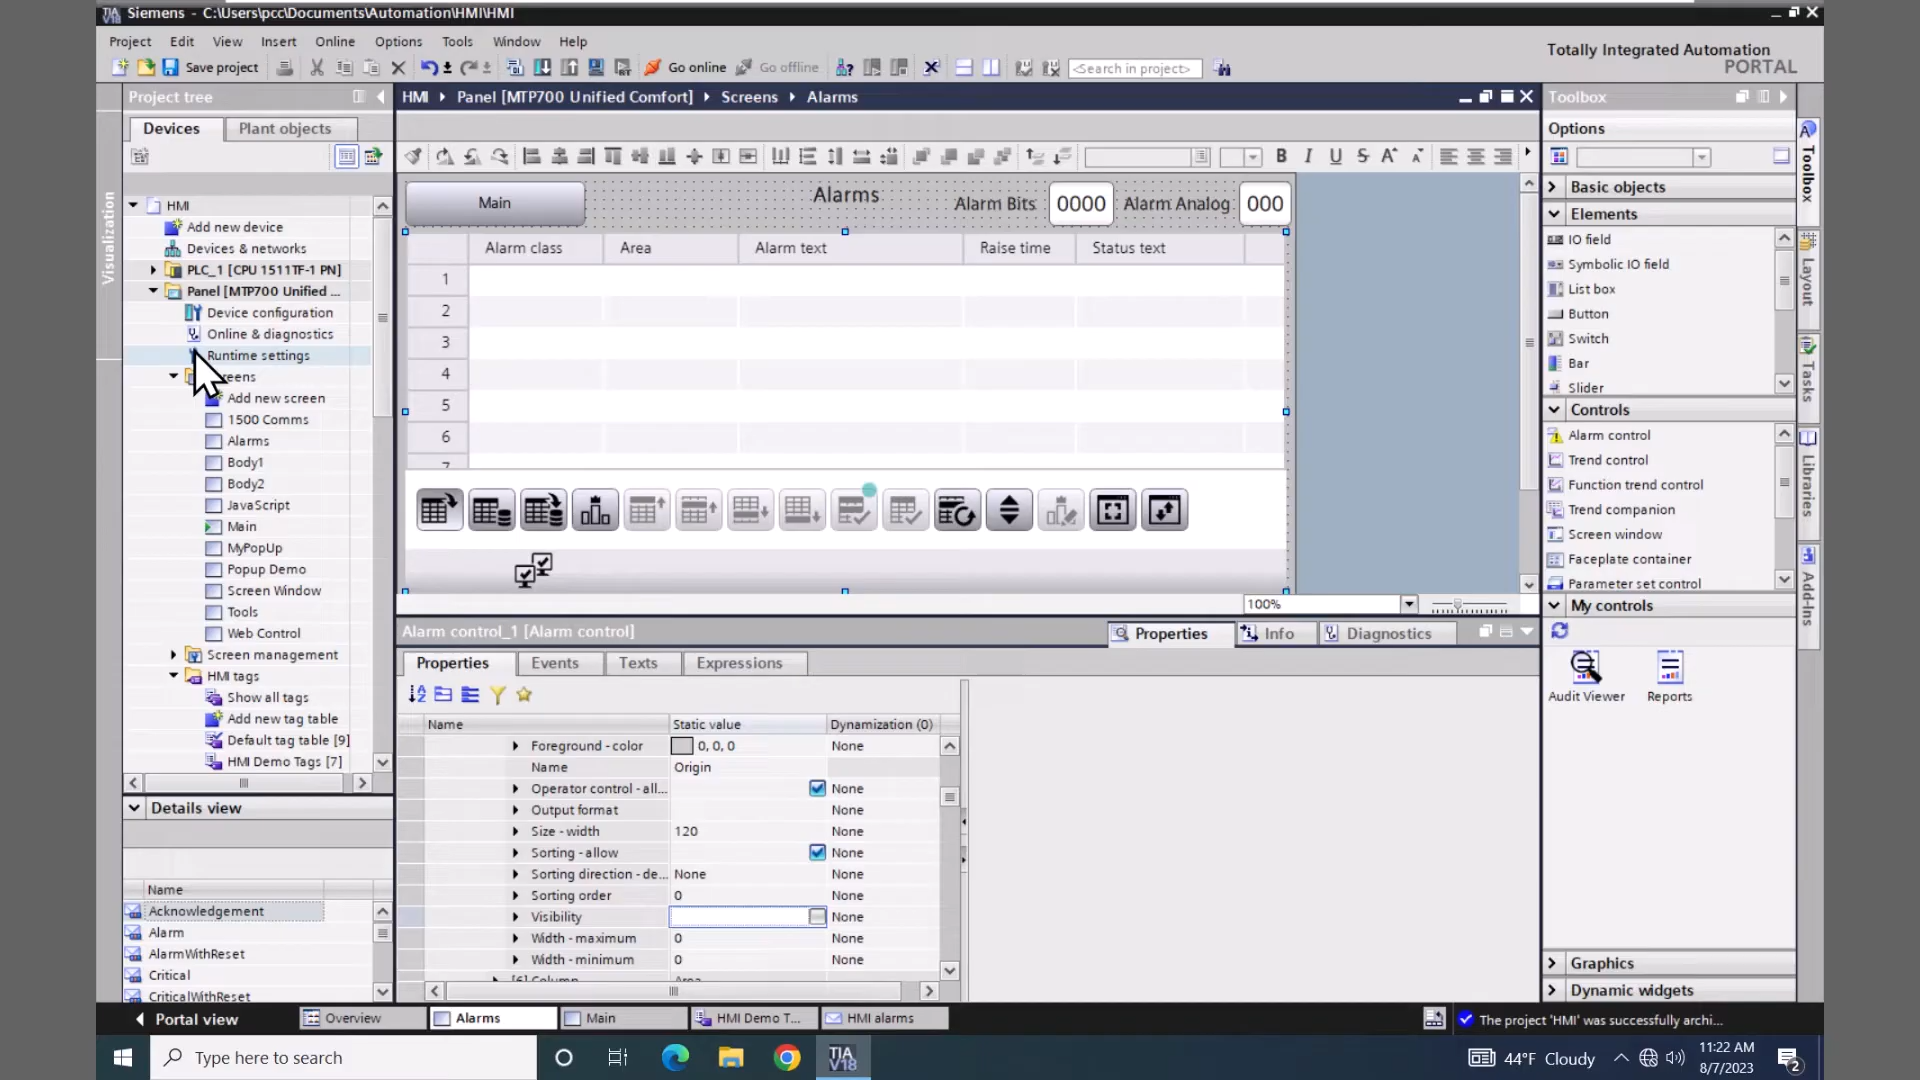 Siemens - C:\Users\pcc\Documents\Automation\HMI\HMI
Project Edit View Insert Online Options Tools Window Help
Totally Integrated Automation
PORTAL
Save project Go online Go offline <Search in project>
Project tree
HMI Panel [MTP700 Unified Comfort] Screens Alarms
Toolbox
Devices Plant objects
Options
Visualization
HMI
Add new device
Devices & networks
PLC_1 [CPU 1511TF-1 PN]
Panel [MTP700 Unified ...
Device configuration
Online & diagnostics
Runtime settings
reens
Add new screen
1500 Comms
Alarms
Body1
Body2
JavaScript
Main
MyPopUp
Popup Demo
Screen Window
Tools
Web Control
Screen management
HMI tags
Show all tags
Add new tag table
Default tag table [9]
HMI Demo Tags [7]
Details view
Name
Acknowledgement
Alarm
AlarmWithReset
Critical
CriticalWithReset
B I U S A A
Main Alarms Alarm Bits 0000 Alarm Analog 000
Alarm class Area Alarm text Raise time Status text
1
2
3
4
5
6
7
100%
Alarm control_1 [Alarm control]
Properties Info Diagnostics
Properties Events Texts Expressions
Name Static value Dynamization (0)
Foreground - color 0, 0, 0 None
Name Origin
Operator control - all... None
Output format None
Size - width 120 None
Sorting - allow None
Sorting direction - de... None None
Sorting order 0 None
Visibility None
Width - maximum 0 None
Width - minimum 0 None
[6] Column Area
Basic objects
Elements
IO field
Symbolic IO field
List box
Button
Switch
Bar
Slider
Controls
Alarm control
Trend control
Function trend control
Trend companion
Screen window
Faceplate container
Parameter set control
My controls
Audit Viewer Reports
Graphics
Dynamic widgets
Toolbox
Layout
Tasks
Libraries
Add-Ins
Portal view Overview Alarms Main HMI Demo T... HMI alarms The project 'HMI' was successfully archi...
Type here to search TIA V18 44°F Cloudy 11:22 AM
8/7/2023 2